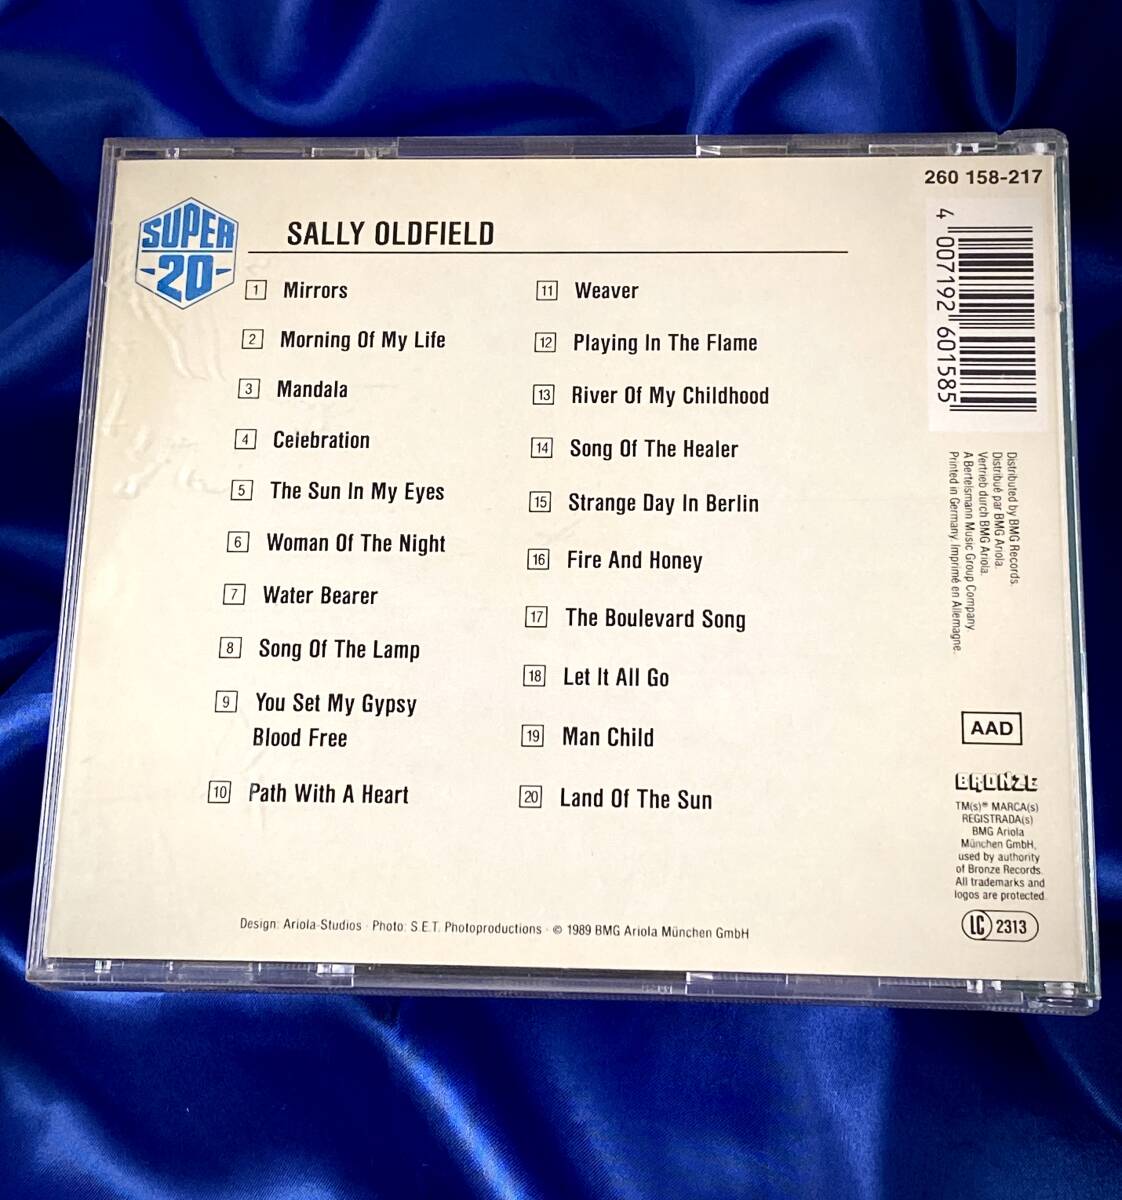 260 158-217
SUPER
-20-
SALLY OLDFIELD
1 Mirrors
2 Morning Of My Life
3 Mandala
4 Celebration
5 The Sun In My Eyes
6 Woman Of The Night
7 Water Bearer
8 Song Of The Lamp
9 You Set My Gypsy
Blood Free
10 Path With A Heart
11 Weaver
12 Playing In The Flame
13 River Of My Childhood
14 Song Of The Healer
15 Strange Day In Berlin
16 Fire And Honey
17 The Boulevard Song
18 Let It All Go
19 Man Child
20 Land Of The Sun
4 007192 601585
Distributed by BMG Records.
Distribué par BMG Ariola.
Vertrieb durch BMG Ariola.
A Bertelsmann Music Group Company.
Printed in Germany. Imprimé en Allemagne.
AAD
BRONZE
TM(s)® MARCA(s)
REGISTRADA(s)
BMG Ariola
München GmbH,
used by authority
of Bronze Records.
All trademarks and
logos are protected.
LC 2313
Design: Ariola-Studios · Photo: S.E.T. Photoproductions · © 1989 BMG Ariola München GmbH